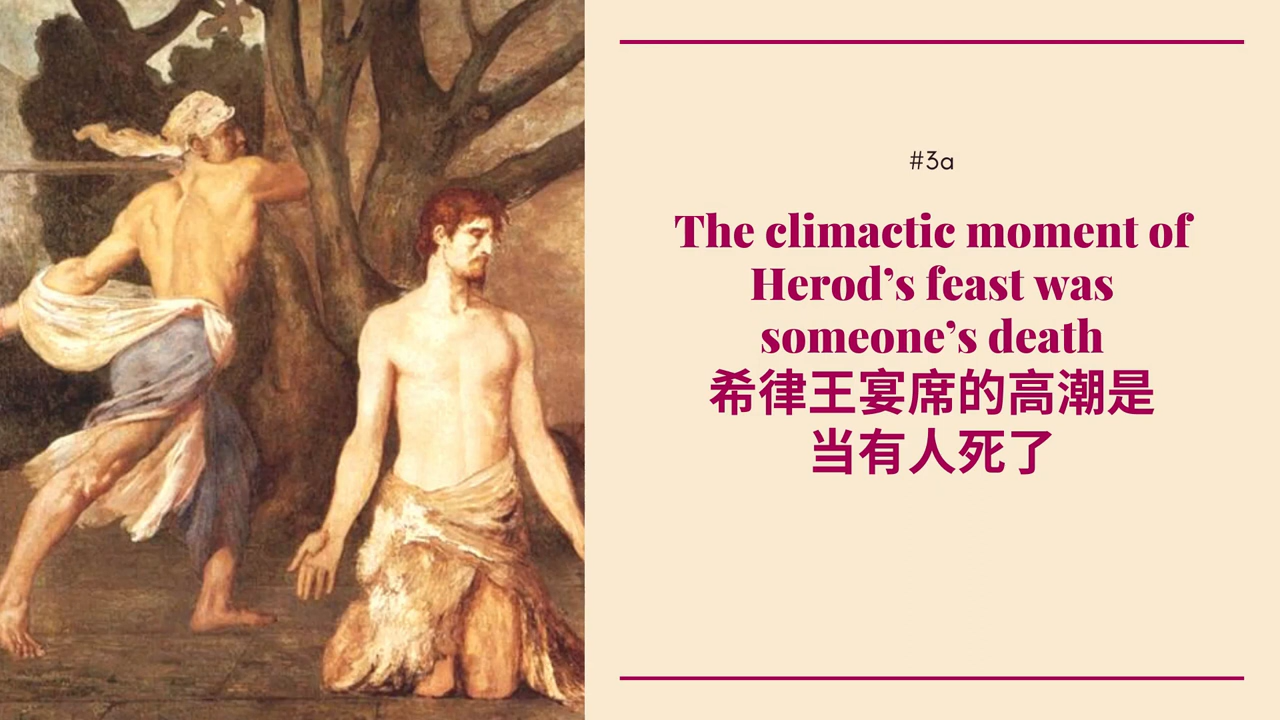 #3a
The climactic moment of
Herod’s feast was
someone’s death
希律王宴席的高潮是
当有人死了